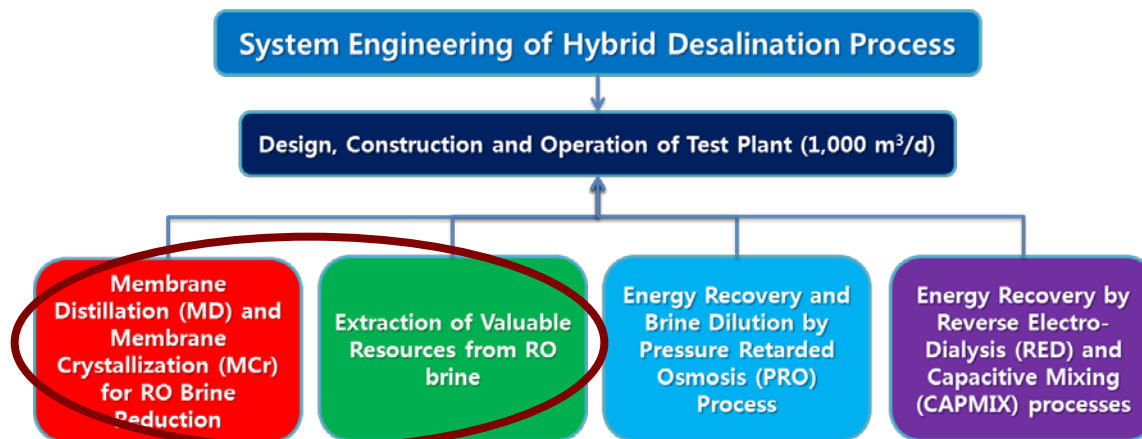 System Engineering of Hybrid Desalination Process
Design, Construction and Operation of Test Plant (1,000 m³/d)
Membrane
Distillation (MD) and
Membrane
Crystallization (MCr)
for RO Brine
Reduction
Extraction of Valuable
Resources from RO
brine
Energy Recovery and
Brine Dilution by
Pressure Retarded
Osmosis (PRO)
Process
Energy Recovery by
Reverse Electro-
Dialysis (RED) and
Capacitive Mixing
(CAPMIX) processes